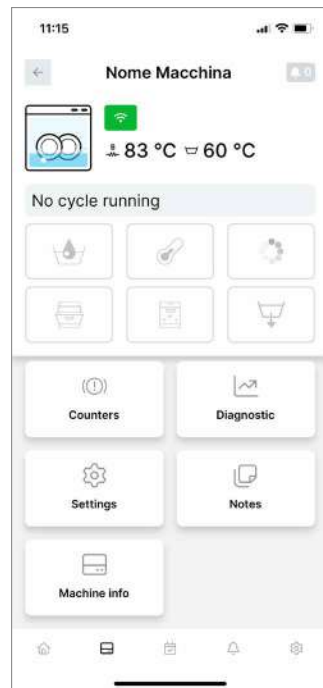 11:15
Nome Macchina
0
83 °C 60 °C
No cycle running
Counters
Diagnostic
Settings
Notes
Machine info